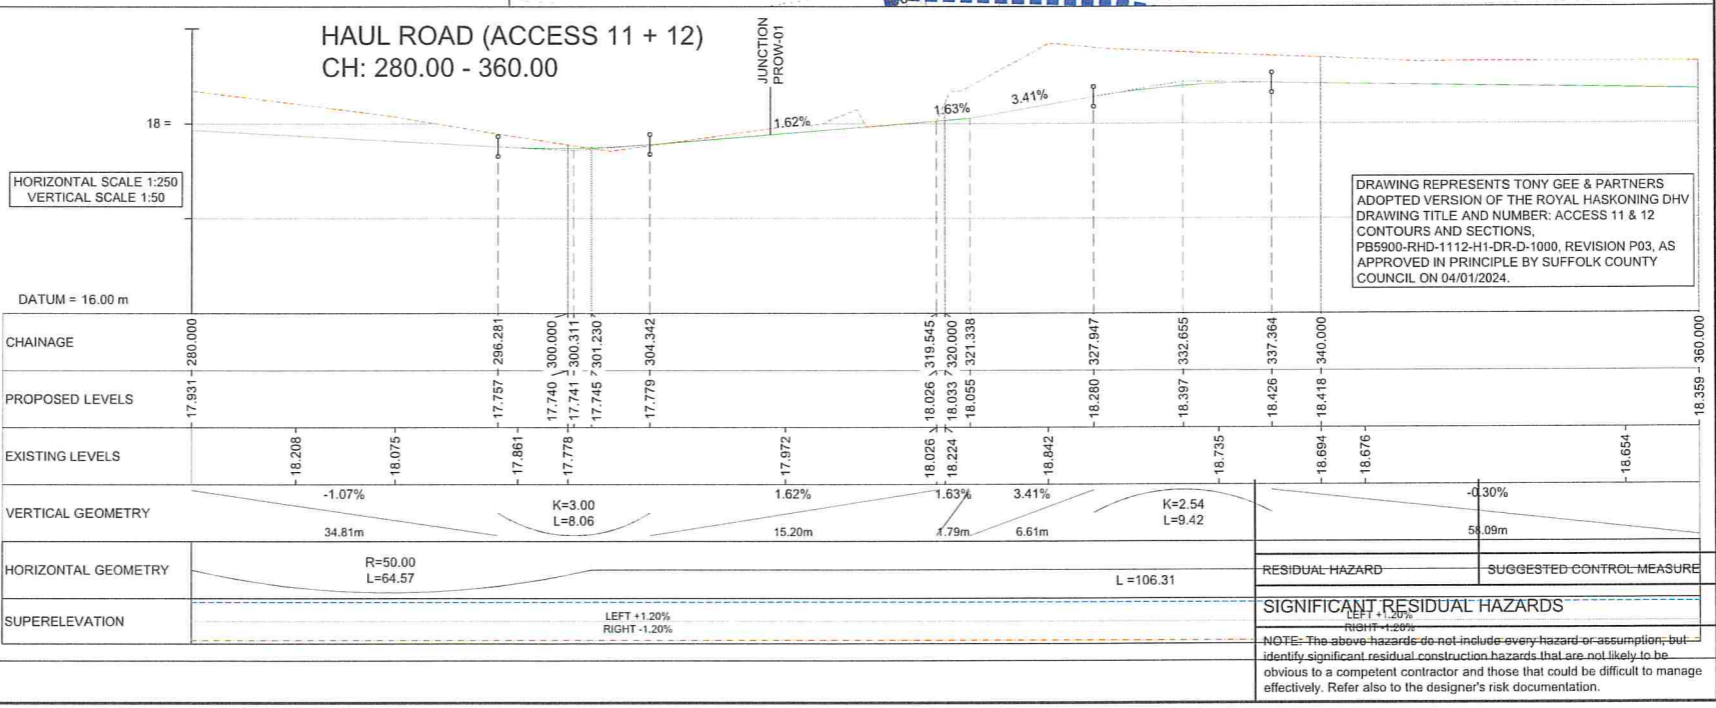 HAUL ROAD (ACCESS 11 + 12)
CH: 280.00 - 360.00
JUNCTION
PROW-01
18 =
1.62%
1.63%
3.41%
HORIZONTAL SCALE 1:250
VERTICAL SCALE 1:50
DRAWING REPRESENTS TONY GEE & PARTNERS
ADOPTED VERSION OF THE ROYAL HASKONING DHV
DRAWING TITLE AND NUMBER: ACCESS 11 & 12
CONTOURS AND SECTIONS,
PB5900-RHD-1112-H1-DR-D-1000, REVISION P03, AS
APPROVED IN PRINCIPLE BY SUFFOLK COUNTY
COUNCIL ON 04/01/2024.
DATUM = 16.00 m
CHAINAGE 280.000 296.281 300.000 300.311 301.230 304.342 319.545 320.000 321.338 327.947 332.655 337.364 340.000 360.000
PROPOSED LEVELS 17.931 17.757 17.740 17.741 17.745 17.779 18.026 18.033 18.055 18.280 18.397 18.426 18.418 18.359
EXISTING LEVELS 18.208 18.075 17.861 17.778 17.972 18.026 18.224 18.842 18.735 18.694 18.676 18.654
VERTICAL GEOMETRY
-1.07%
34.81m
K=3.00
L=8.06
1.62%
15.20m
1.63%
1.79m
3.41%
6.61m
K=2.54
L=9.42
-0.30%
58.09m
HORIZONTAL GEOMETRY
R=50.00
L=64.57
L =106.31
RESIDUAL HAZARD
SUGGESTED CONTROL MEASURE
SUPERELEVATION
LEFT +1.20%
RIGHT -1.20%
LEFT +1.20%
RIGHT -1.20%
SIGNIFICANT RESIDUAL HAZARDS
NOTE: The above hazards do not include every hazard or assumption, but
identify significant residual construction hazards that are not likely to be
obvious to a competent contractor and those that could be difficult to manage
effectively. Refer also to the designer's risk documentation.